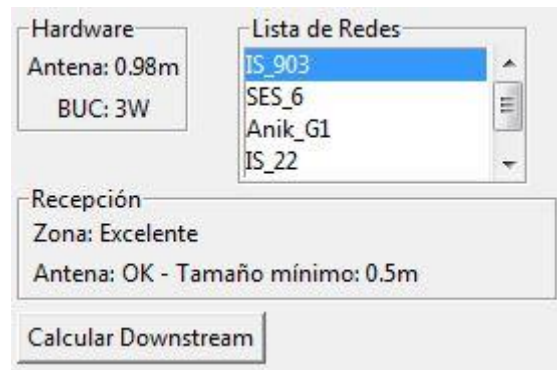 Hardware
Antena: 0.98m
BUC: 3W
Lista de Redes
IS_903
SES_6
Anik_G1
IS_22
Recepción
Zona: Excelente
Antena: OK - Tamaño mínimo: 0.5m
Calcular Downstream